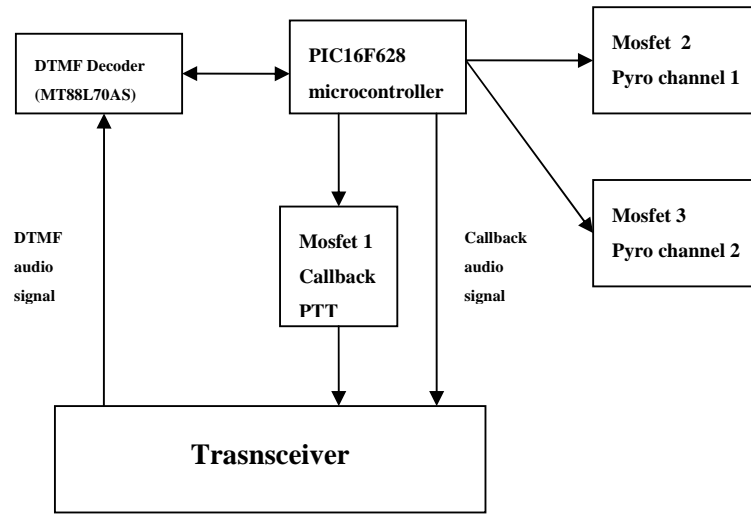 DTMF Decoder
(MT88L70AS)
PIC16F628
microcontroller
Mosfet 2
Pyro channel 1
Mosfet 3
Pyro channel 2
DTMF
audio
signal
Mosfet 1
Callback
PTT
Callback
audio
signal
Trasnsceiver